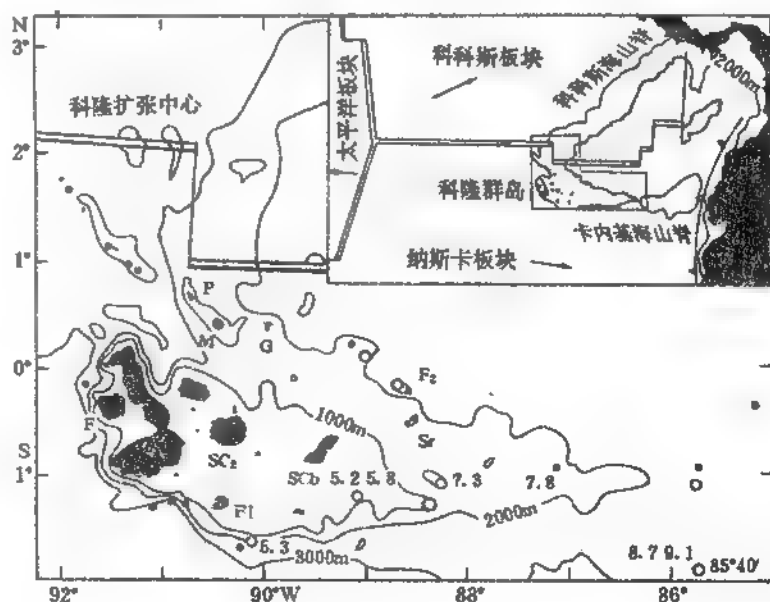 N
3°
2°
1°
0°
S
1°
92°
90°W
88°
86°
科隆扩张中心
太平洋板块
科科斯板块
科科斯海山脊
2000m
科隆群岛
卡内基海山脊
纳斯卡板块
P
M
G
Fz
Sr
F
1000m
SCz
SCb
5.2 5.8
7.3
7.8
F1
5.3
2000m
3000m
8.7 9.1
85°40′